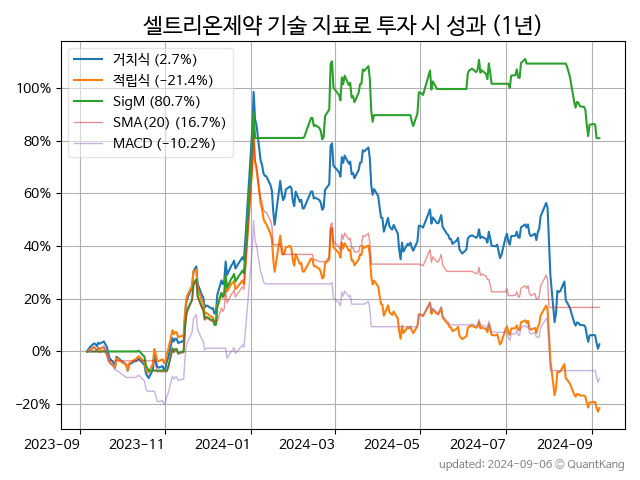 셀트리온제약 기술 지표로 투자 시 성과 (1년)
거치식 (2.7%)
적립식 (−21.4%)
SigM (80.7%)
SMA(20) (16.7%)
MACD (−10.2%)
100%
80%
60%
40%
20%
0%
−20%
2023-09 2023-11 2024-01 2024-03 2024-05 2024-07 2024-09
updated: 2024-09-06 © QuantKang